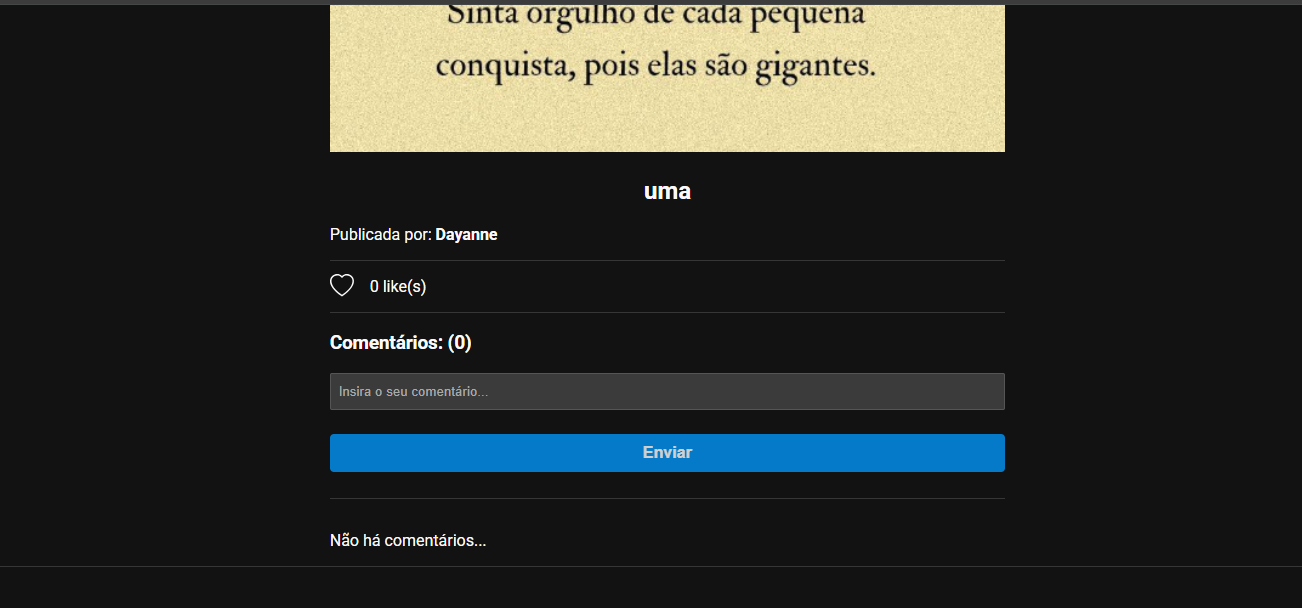 Sinta orgulho de cada pequena
conquista, pois elas são gigantes.
uma
Publicada por: Dayanne
0 like(s)
Comentários: (0)
Insira o seu comentário...
Enviar
Não há comentários...